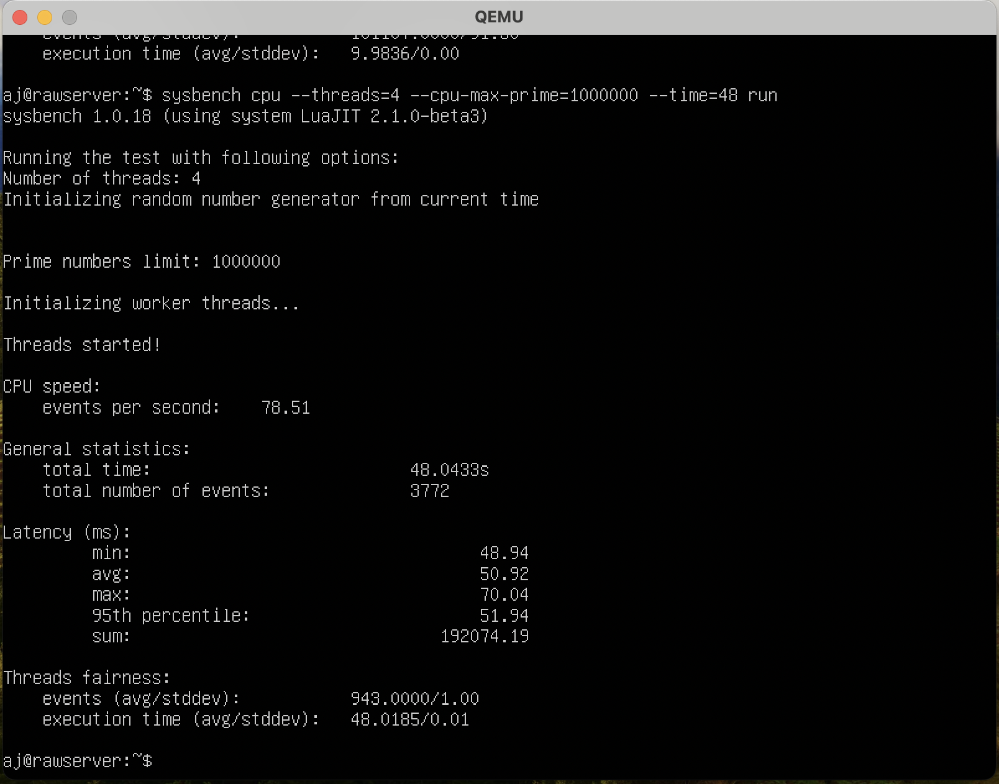 QEMU
events (avg/stddev):
execution time (avg/stddev): 9.9836/0.00
aj@rawserver:~$ sysbench cpu --threads=4 --cpu-max-prime=1000000 --time=48 run
sysbench 1.0.18 (using system LuaJIT 2.1.0-beta3)
Running the test with following options:
Number of threads: 4
Initializing random number generator from current time
Prime numbers limit: 1000000
Initializing worker threads...
Threads started!
CPU speed:
events per second: 78.51
General statistics:
total time: 48.0433s
total number of events: 3772
Latency (ms):
min: 48.94
avg: 50.92
max: 70.04
95th percentile: 51.94
sum: 192074.19
Threads fairness:
events (avg/stddev): 943.0000/1.00
execution time (avg/stddev): 48.0185/0.01
aj@rawserver:~$